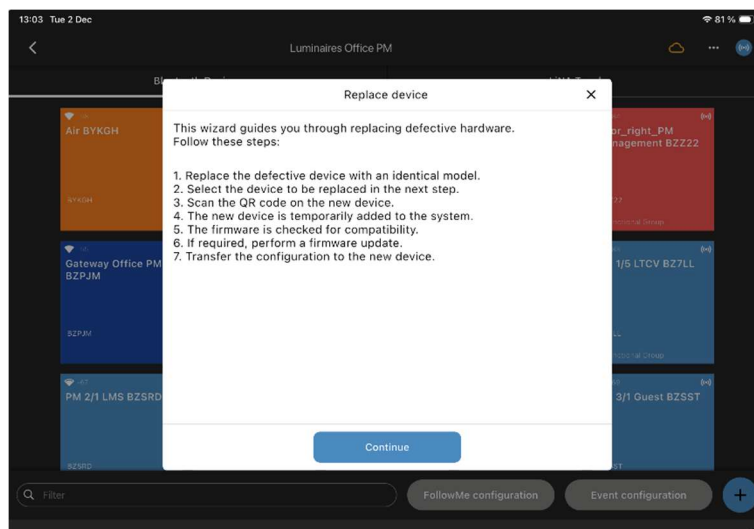 13:03 Tue 2 Dec
81 %
Luminaires Office PM
Replace device
This wizard guides you through replacing defective hardware.
Follow these steps:
1. Replace the defective device with an identical model.
2. Select the device to be replaced in the next step.
3. Scan the QR code on the new device.
4. The new device is temporarily added to the system.
5. The firmware is checked for compatibility.
6. If required, perform a firmware update.
7. Transfer the configuration to the new device.
Continue
Air BYKGH
BYKGH
or_right_PM
nagement BZZ22
Gateway Office PM
BZPJM
BZPJM
1/5 LTCV BZ7LL
-67
PM 2/1 LMS BZSRD
BZSRD
3/1 Guest BZSST
Filter
FollowMe configuration
Event configuration